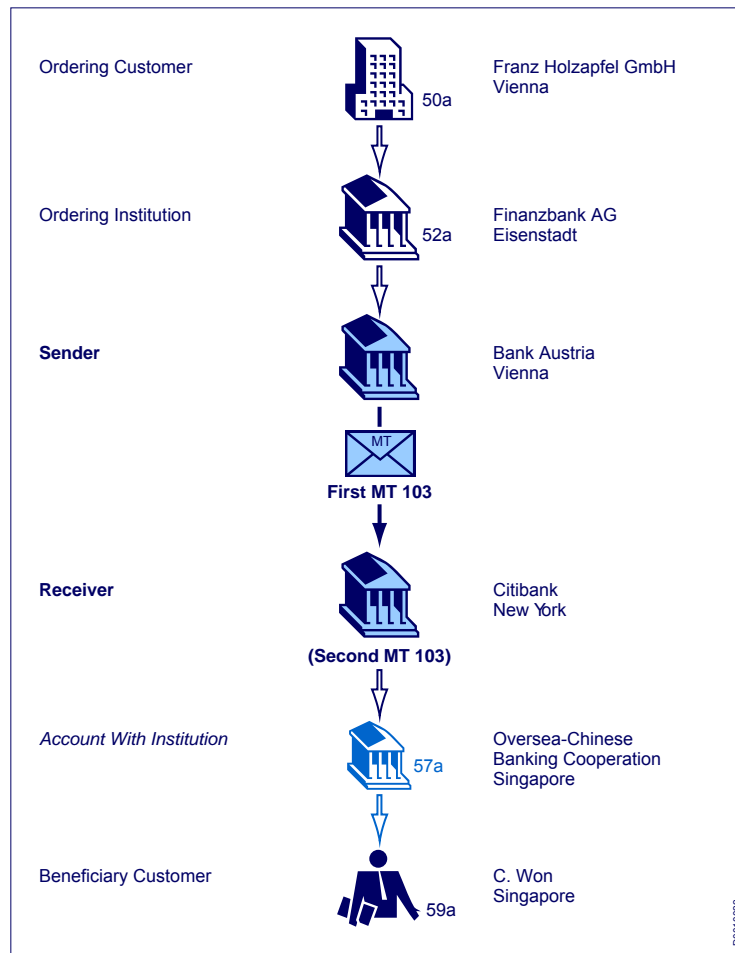 Ordering Customer
50a
Franz Holzapfel GmbH
Vienna
Ordering Institution
52a
Finanzbank AG
Eisenstadt
Sender
Bank Austria
Vienna
MT
First MT 103
Receiver
Citibank
New York
(Second MT 103)
Account With Institution
57a
Oversea-Chinese
Banking Cooperation
Singapore
Beneficiary Customer
59a
C. Won
Singapore